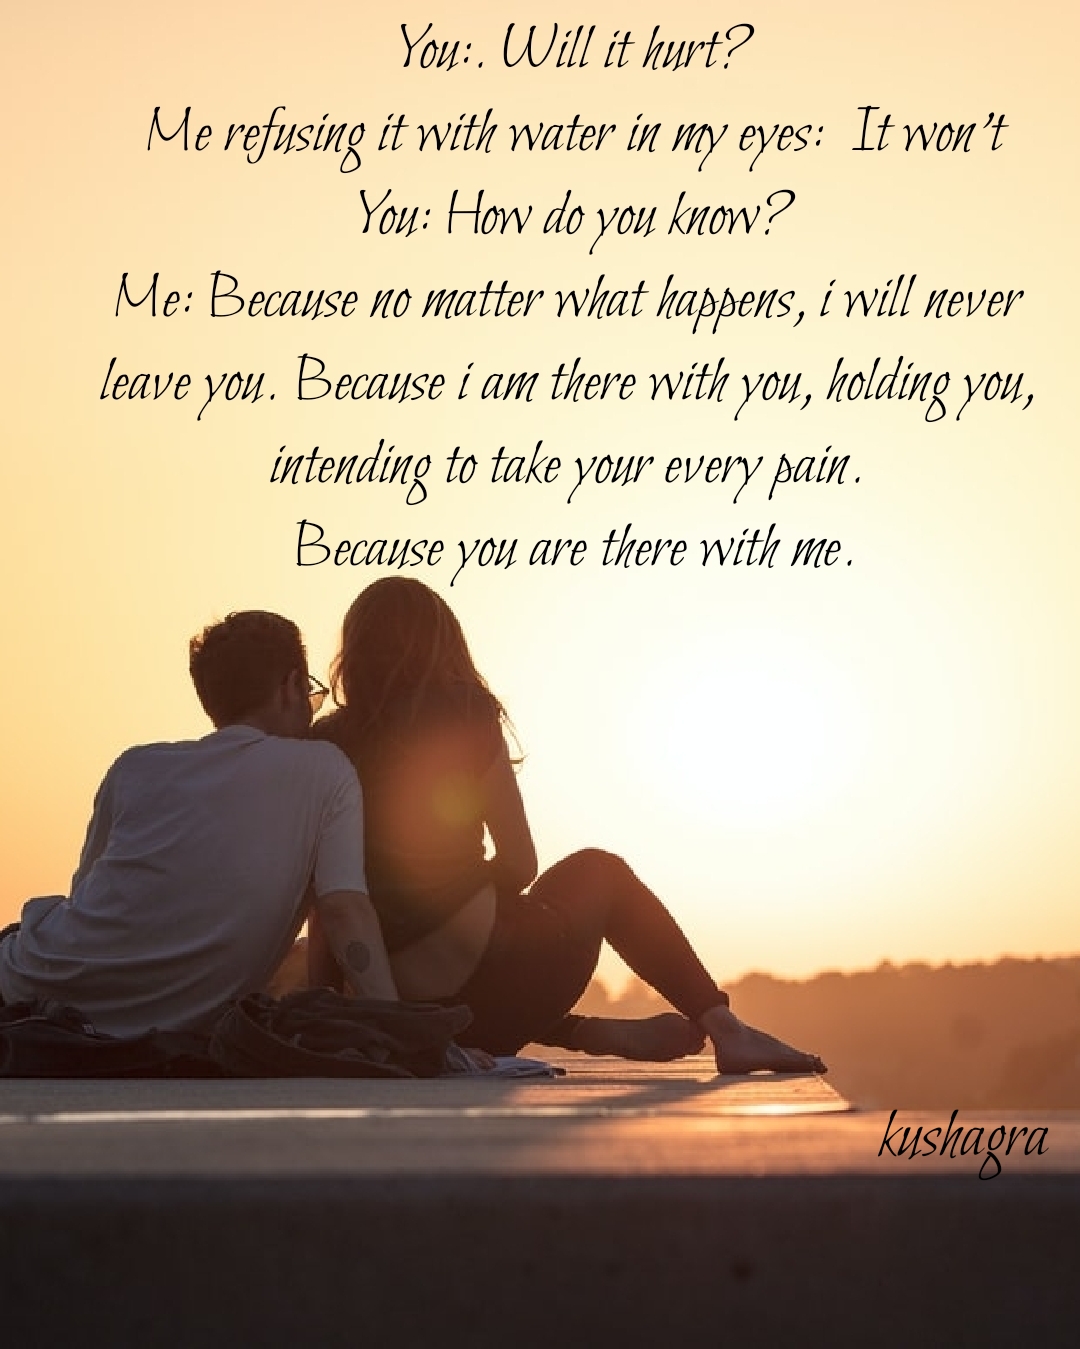 You:. Will it hurt?
Me refusing it with water in my eyes:  It won't
You: How do you know?
Me: Because no matter what happens, i will never
leave you. Because i am there with you, holding you,
intending to take your every pain.
Because you are there with me.
kushagra